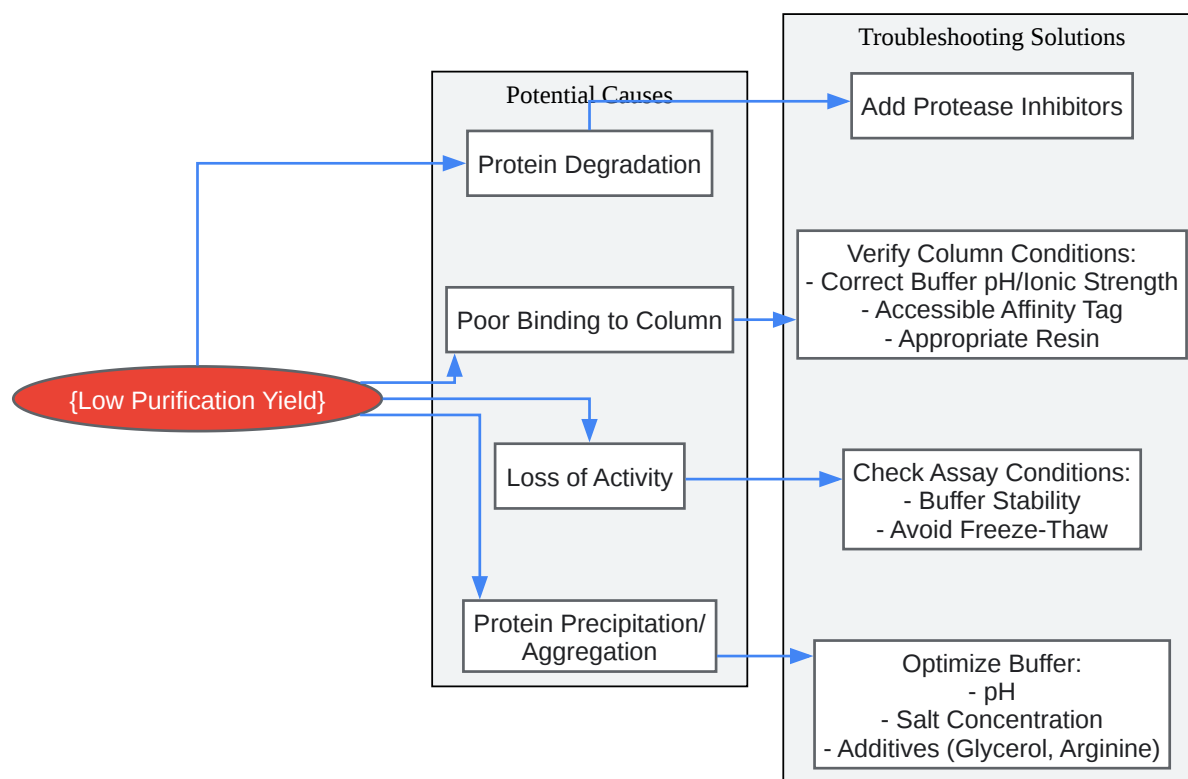 Troubleshooting Solutions
Potential Causes
Add Protease Inhibitors
Protein Degradation
Verify Column Conditions:
- Correct Buffer pH/Ionic Strength
- Accessible Affinity Tag
- Appropriate Resin
Poor Binding to Column
{Low Purification Yield}
Loss of Activity
Check Assay Conditions:
- Buffer Stability
- Avoid Freeze-Thaw
Protein Precipitation/
Aggregation
Optimize Buffer:
- pH
- Salt Concentration
- Additives (Glycerol, Arginine)